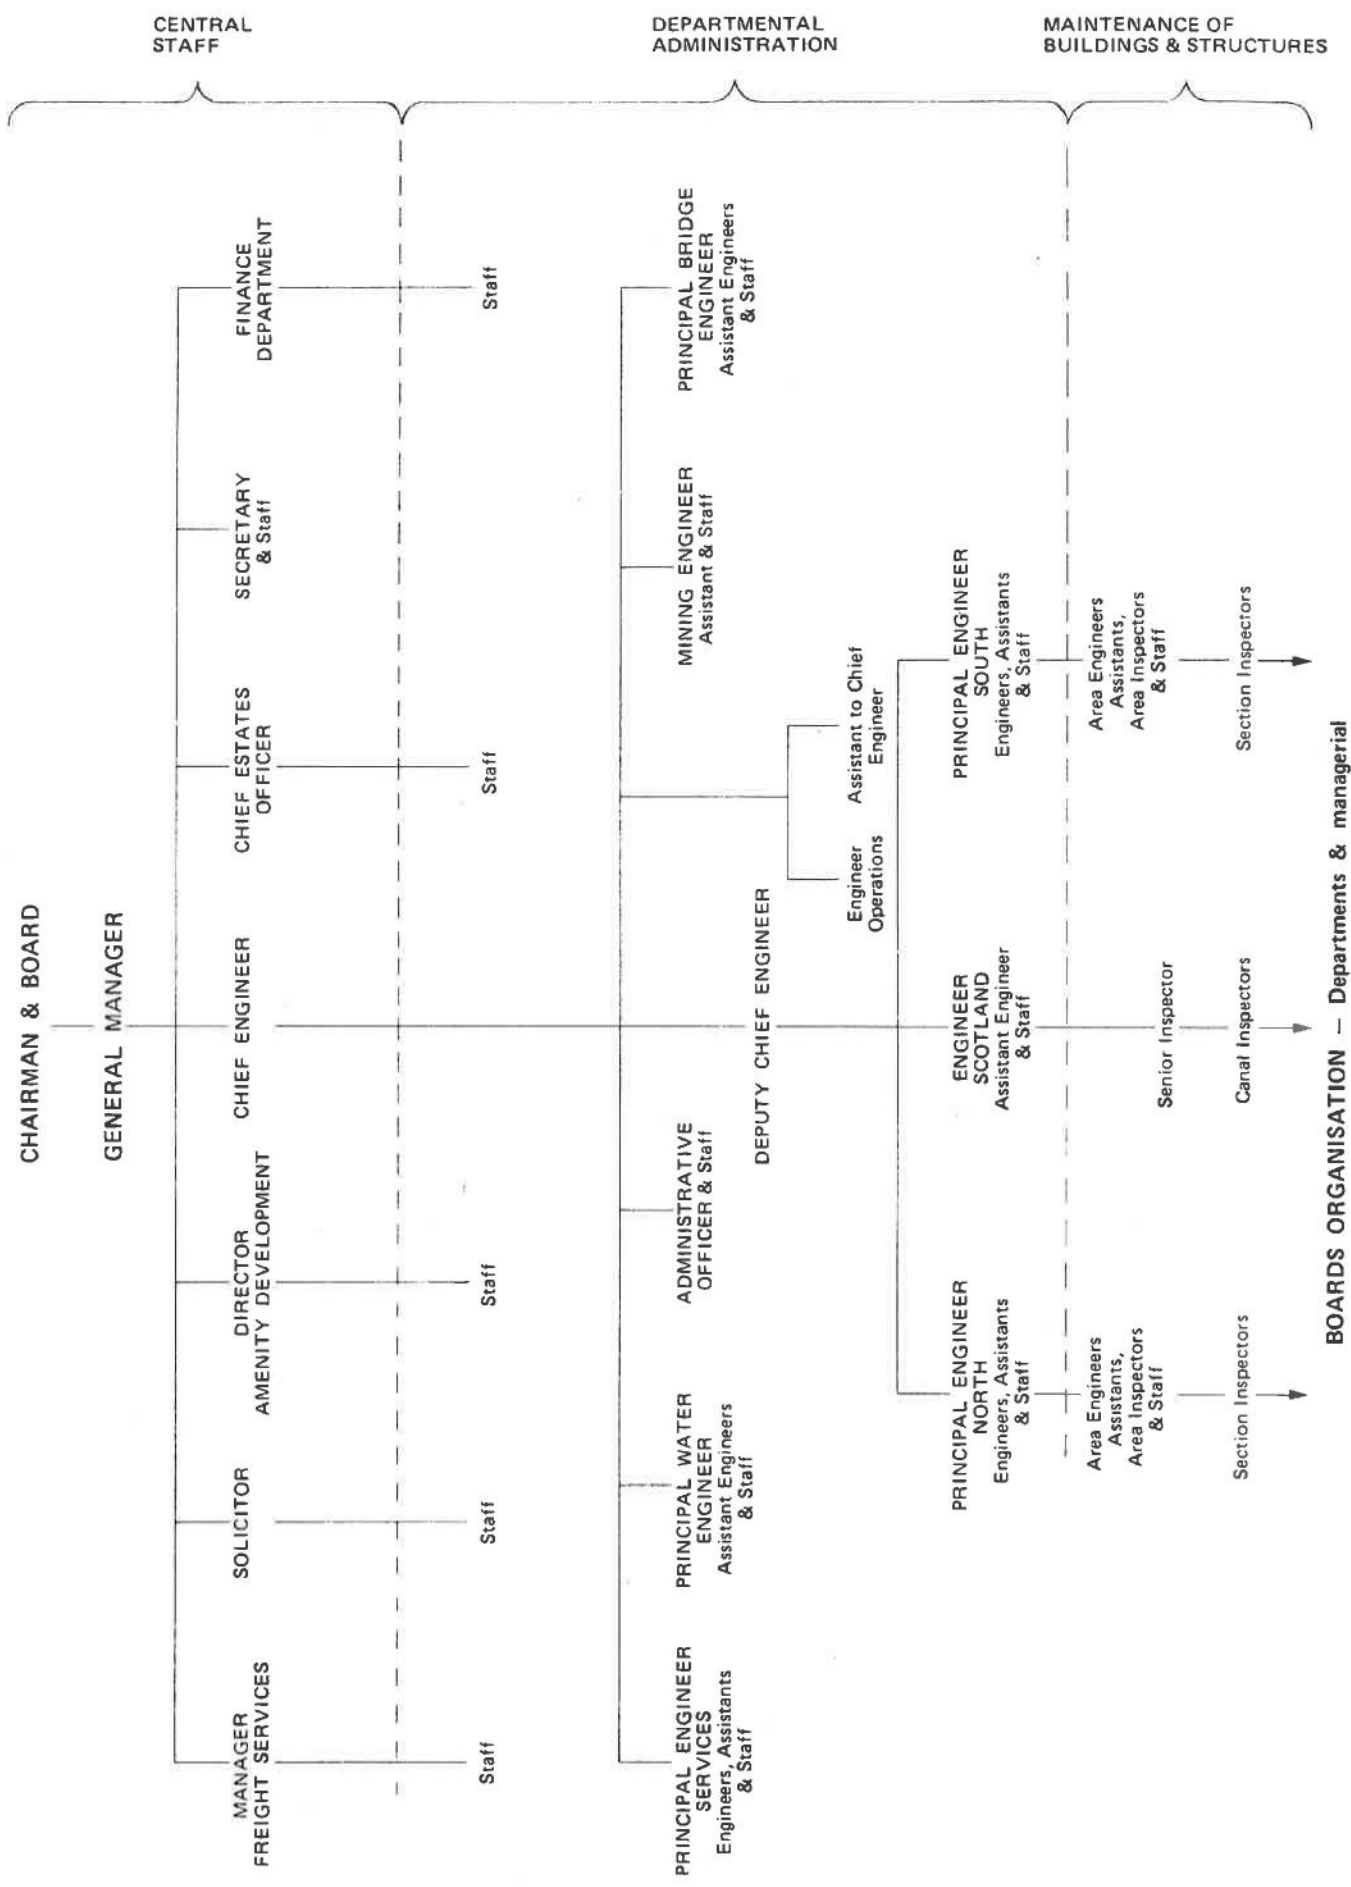 CHAIRMAN & BOARD
GENERAL MANAGER
CENTRAL
STAFF
MANAGER
FREIGHT SERVICES
SOLICITOR
DIRECTOR
AMENITY DEVELOPMENT
CHIEF ENGINEER
CHIEF ESTATES
OFFICER
SECRETARY
& Staff
FINANCE
DEPARTMENT
Staff
Staff
Staff
Staff
Staff
DEPARTMENTAL
ADMINISTRATION
PRINCIPAL ENGINEER
SERVICES
Engineers, Assistants
& Staff
PRINCIPAL WATER
ENGINEER
Assistant Engineers
& Staff
ADMINISTRATIVE
OFFICER & Staff
MINING ENGINEER
Assistant & Staff
PRINCIPAL BRIDGE
ENGINEER
Assistant Engineers
& Staff
DEPUTY CHIEF ENGINEER
Engineer
Operations
Assistant to Chief
Engineer
PRINCIPAL ENGINEER
NORTH
Engineers, Assistants
& Staff
ENGINEER
SCOTLAND
Assistant Engineer
& Staff
PRINCIPAL ENGINEER
SOUTH
Engineers, Assistants
& Staff
MAINTENANCE OF
BUILDINGS & STRUCTURES
Area Engineers
Assistants,
Area Inspectors
& Staff
Senior Inspector
Area Engineers
Assistants,
Area Inspectors
& Staff
Section Inspectors
Canal Inspectors
Section Inspectors
BOARDS ORGANISATION – Departments & managerial